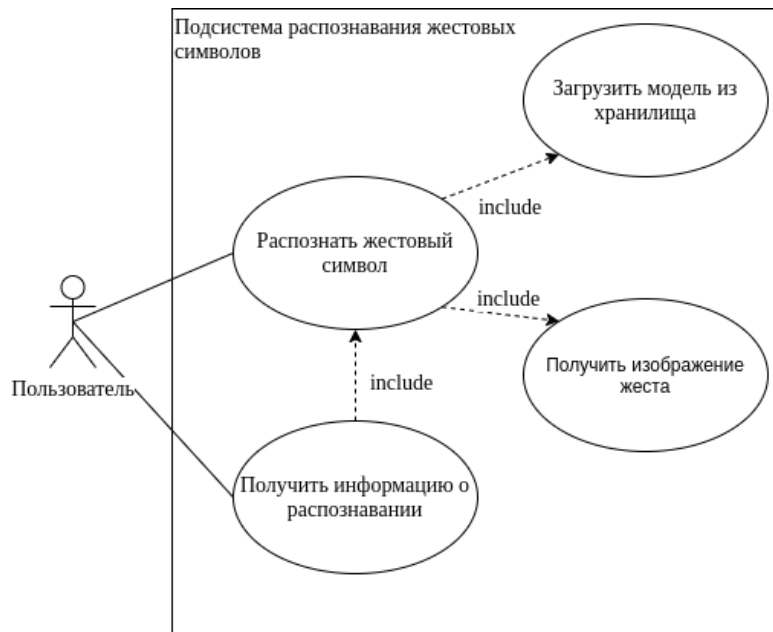 Подсистема распознавания жестовых
символов
Загрузить модель из
хранилища
include
Распознать жестовый
символ
include
Получить изображение
жеста
Пользователь
include
Получить информацию о
распознавании